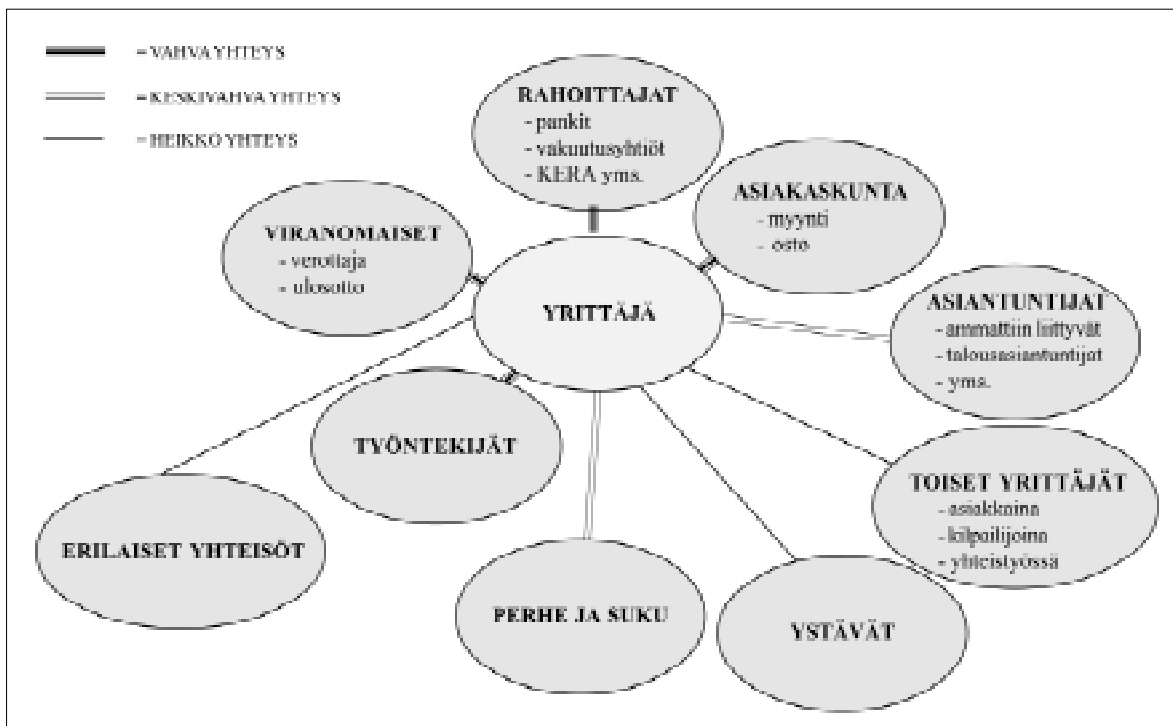 = VAHVA YHTEYS
= KESKIVAHVA YHTEYS
= HEIKKO YHTEYS
RAHOITTAJAT
- pankit
- vakuutusyhtiöt
- KERA yms.
ASIAKASKUNTA
- myynti
- osto
VIRANOMAISET
- verottaja
- ulosotto
YRITTÄJÄ
ASIANTUNTIJAT
- ammattiin liittyvät
- talousasiantuntijat
- yms.
TYÖNTEKIJÄT
TOISET YRITTÄJÄT
- asiakkaina
- kilpailijoina
- yhteistyössä
ERILAISET YHTEISÖT
PERHE JA SUKU
YSTÄVÄT